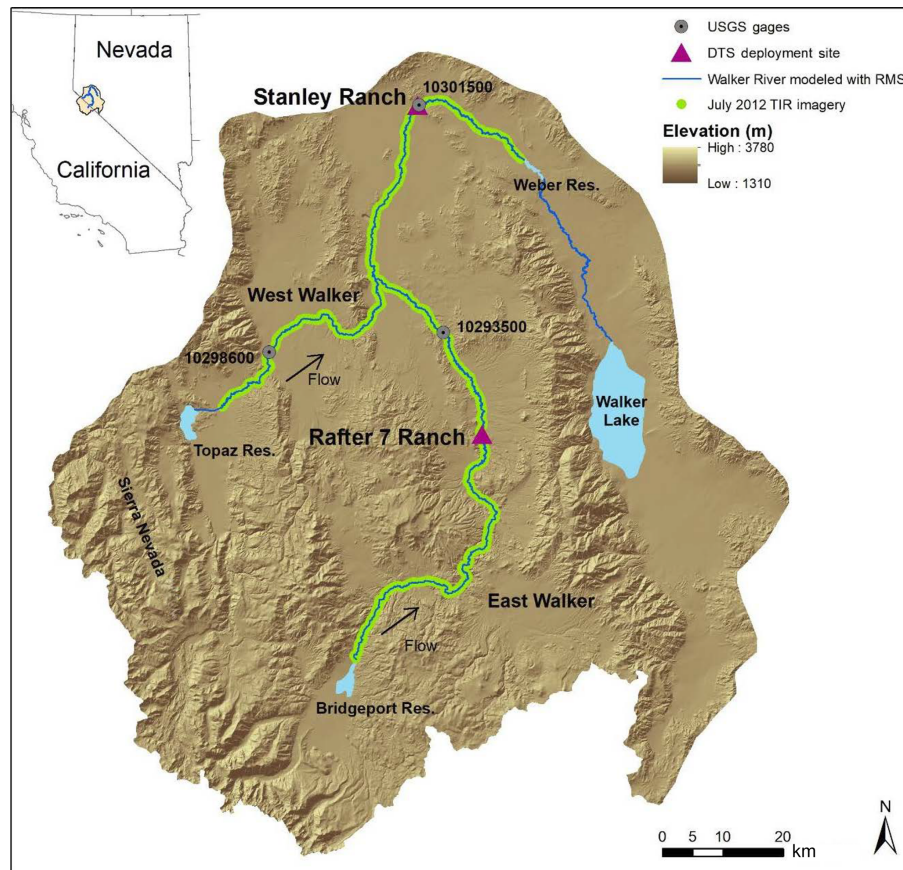 Nevada
California
USGS gages
DTS deployment site
Walker River modeled with RMS
July 2012 TIR imagery
Elevation (m)
High : 3780
Low : 1310
Stanley Ranch
10301500
Weber Res.
West Walker
10293500
10298600
Flow
Walker
Lake
Rafter 7 Ranch
Topaz Res.
Sierra Nevada
East Walker
Flow
Bridgeport Res.
N
0 5 10 20
km